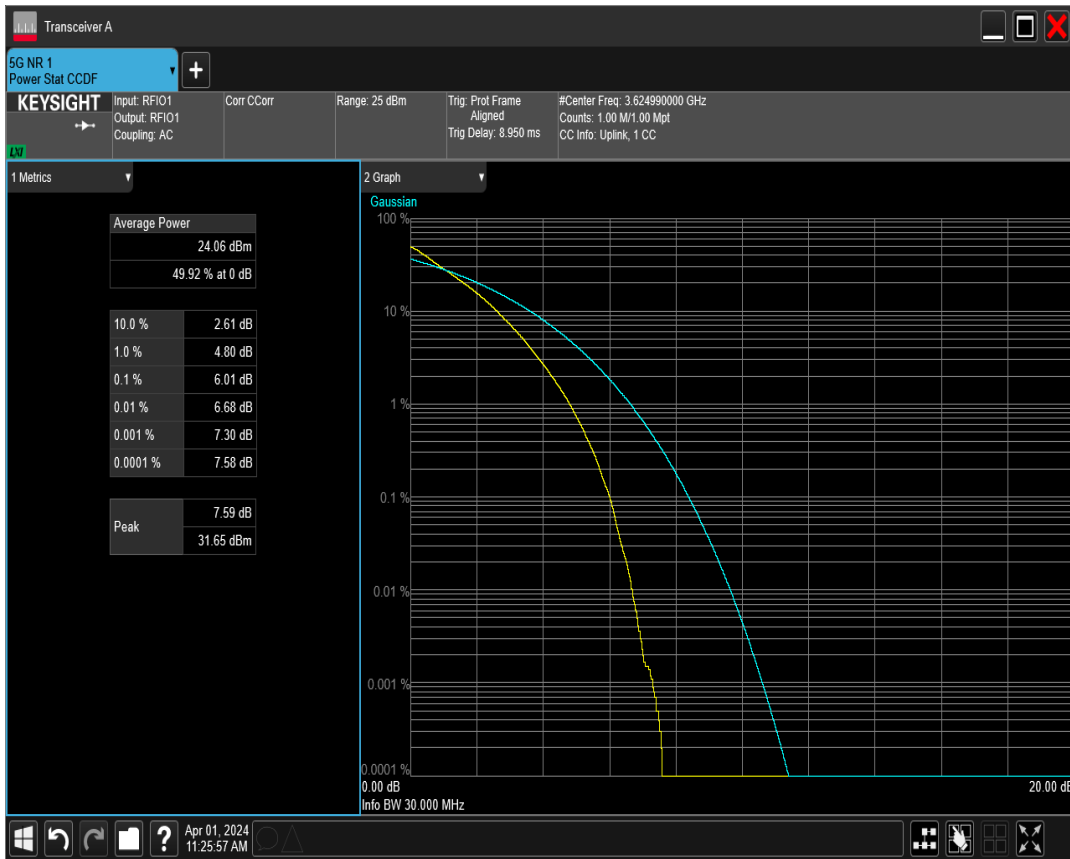 Transceiver A
5G NR 1
Power Stat CCDF
KEYSIGHT
LXI
Input: RFIO1
Output: RFIO1
Coupling: AC
Corr CCorr
Range: 25 dBm
Trig: Prot Frame
Aligned
Trig Delay: 8.950 ms
#Center Freq: 3.624990000 GHz
Counts: 1.00 M/1.00 Mpt
CC Info: Uplink, 1 CC
1 Metrics
Average Power
24.06 dBm
49.92 % at 0 dB
10.0 % 2.61 dB
1.0 % 4.80 dB
0.1 % 6.01 dB
0.01 % 6.68 dB
0.001 % 7.30 dB
0.0001 % 7.58 dB
Peak
7.59 dB
31.65 dBm
2 Graph
Gaussian
100 %
10 %
1 %
0.1 %
0.01 %
0.001 %
0.0001 %
0.00 dB 20.00 dB
Info BW 30.000 MHz
?
Apr 01, 2024
11:25:57 AM